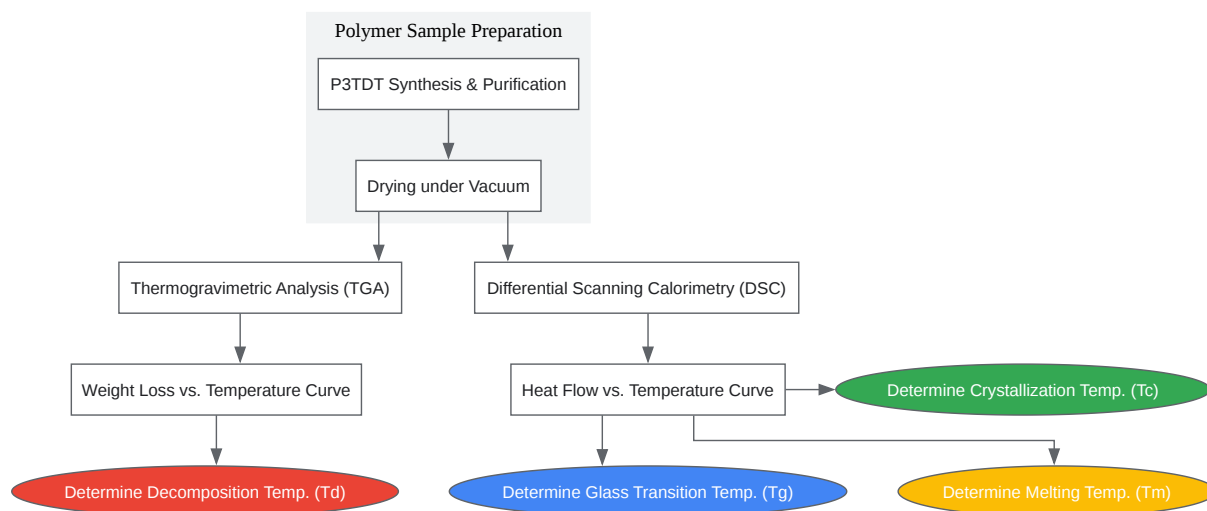 Polymer Sample Preparation
P3TDT Synthesis & Purification
Drying under Vacuum
Thermogravimetric Analysis (TGA)
Differential Scanning Calorimetry (DSC)
Weight Loss vs. Temperature Curve
Heat Flow vs. Temperature Curve
Determine Crystallization Temp. (Tc)
Determine Decomposition Temp. (Td)
Determine Glass Transition Temp. (Tg)
Determine Melting Temp. (Tm)